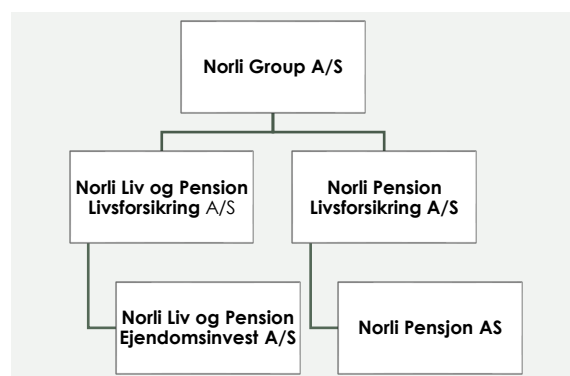 Norli Group A/S
Norli Liv og Pension
Livsforsikring A/S
Norli Pension
Livsforsikring A/S
Norli Liv og Pension
Ejendomsinvest A/S
Norli Pensjon AS